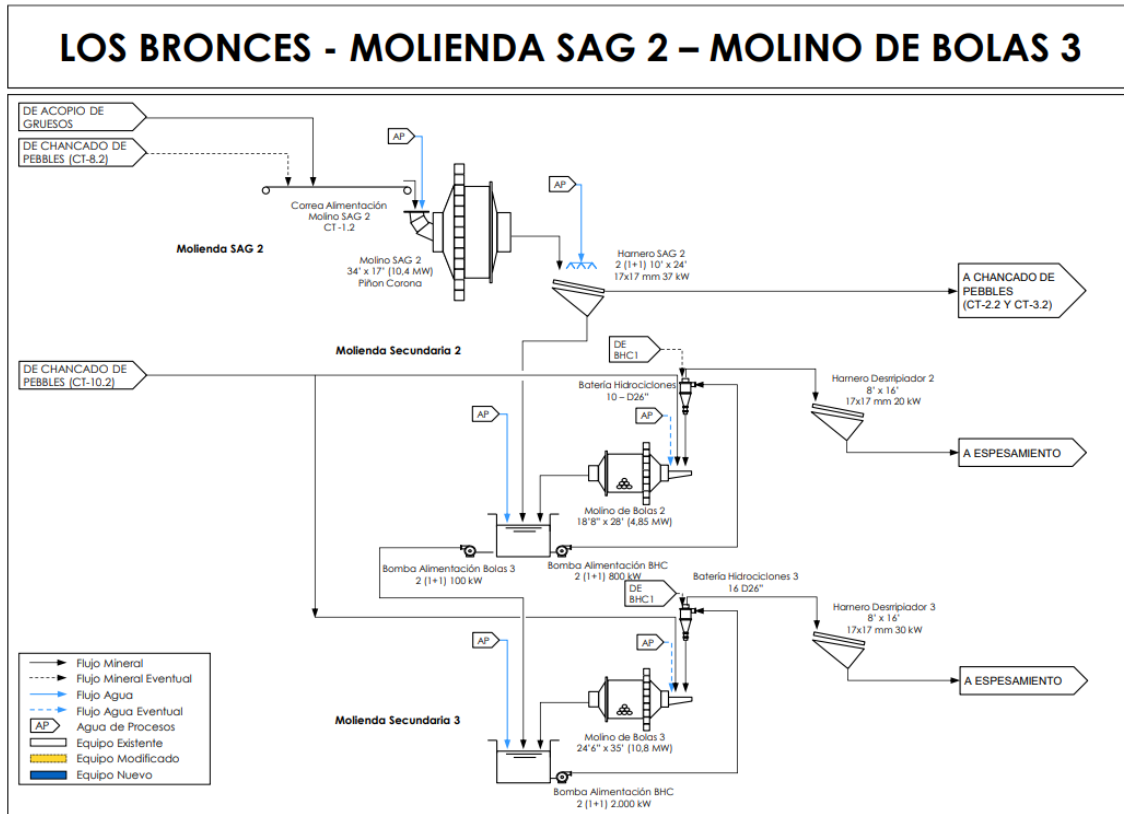 LOS BRONCES - MOLIENDA SAG 2 – MOLINO DE BOLAS 3
DE ACOPIO DE
GRUESOS
DE CHANCADO DE
PEBBLES (CT-8.2)
AP
AP
Correa Alimentación
Molino SAG 2
CT -1.2
Molienda SAG 2
Molino SAG 2
34' x 17' (10,4 MW)
Piñon Corona
Harnero SAG 2
2 (1+1) 10' x 24'
17x17 mm 37 kW
A CHANCADO DE
PEBBLES
(CT-2.2 Y CT-3.2)
Molienda Secundaria 2
DE
BHC1
DE CHANCADO DE
PEBBLES (CT-10.2)
Batería Hidrociclones
10 – D26"
Harnero Desrripiador 2
8' x 16'
17x17 mm 20 kW
AP
AP
A ESPESAMIENTO
Molino de Bolas 2
18'8" x 28' (4,85 MW)
Bomba Alimentación Bolas 3
2 (1+1) 100 kW
Bomba Alimentación BHC
2 (1+1) 800 kW
DE
BHC1
Batería Hidrociclones 3
16 D26"
Harnero Desrripiador 3
8' x 16'
17x17 mm 30 kW
AP
AP
A ESPESAMIENTO
Molienda Secundaria 3
Molino de Bolas 3
24'6" x 35' (10,8 MW)
Bomba Alimentación BHC
2 (1+1) 2.000 kW
Flujo Mineral
Flujo Mineral Eventual
Flujo Agua
Flujo Agua Eventual
AP Agua de Procesos
Equipo Existente
Equipo Modificado
Equipo Nuevo